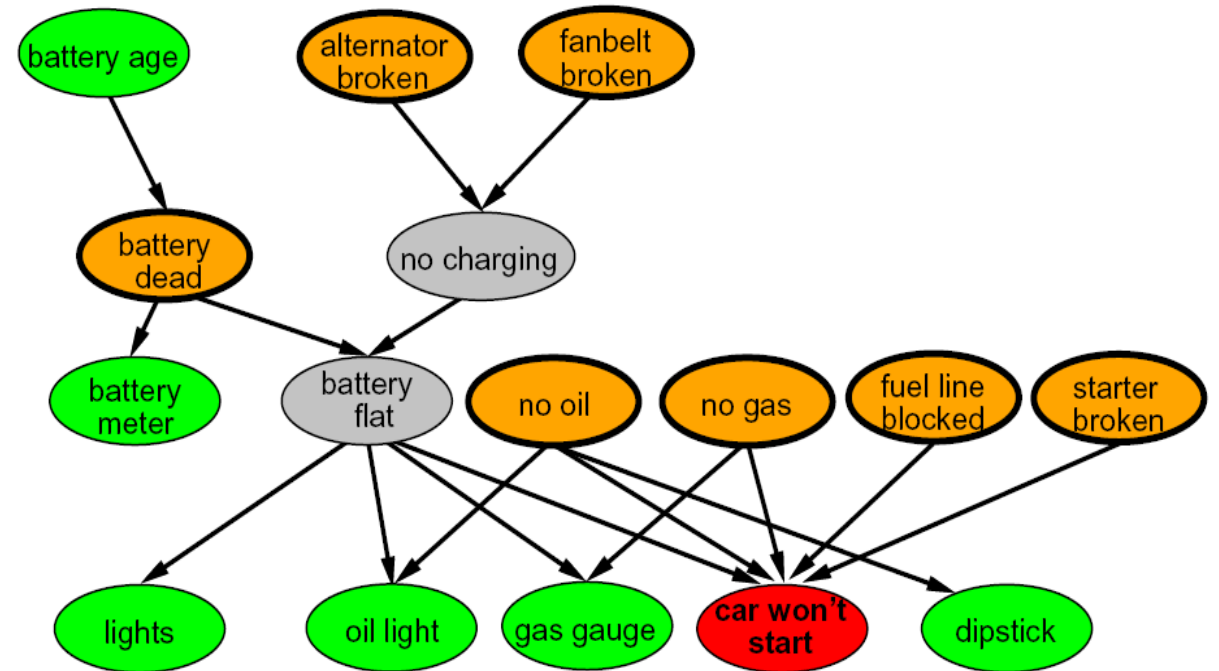 battery age
alternator
broken
fanbelt
broken
battery
dead
no charging
battery
meter
battery
flat
no oil
no gas
fuel line
blocked
starter
broken
lights
oil light
gas gauge
car won't
start
dipstick